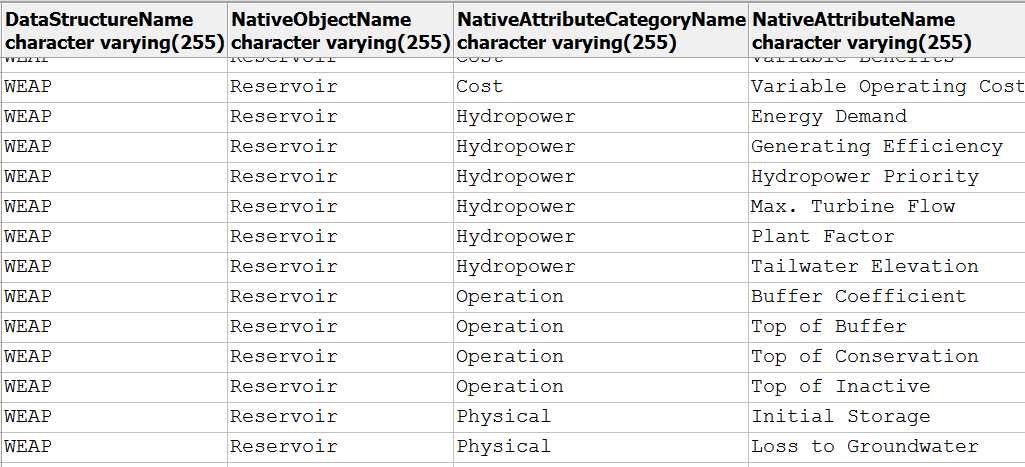 DataStructureName NativeObjectName NativeAttributeCategoryName NativeAttributeName
character varying(255) character varying(255) character varying(255) character varying(255)
WEAP Reservoir Cost Variable Benefits
WEAP Reservoir Cost Variable Operating Cost
WEAP Reservoir Hydropower Energy Demand
WEAP Reservoir Hydropower Generating Efficiency
WEAP Reservoir Hydropower Hydropower Priority
WEAP Reservoir Hydropower Max. Turbine Flow
WEAP Reservoir Hydropower Plant Factor
WEAP Reservoir Hydropower Tailwater Elevation
WEAP Reservoir Operation Buffer Coefficient
WEAP Reservoir Operation Top of Buffer
WEAP Reservoir Operation Top of Conservation
WEAP Reservoir Operation Top of Inactive
WEAP Reservoir Physical Initial Storage
WEAP Reservoir Physical Loss to Groundwater